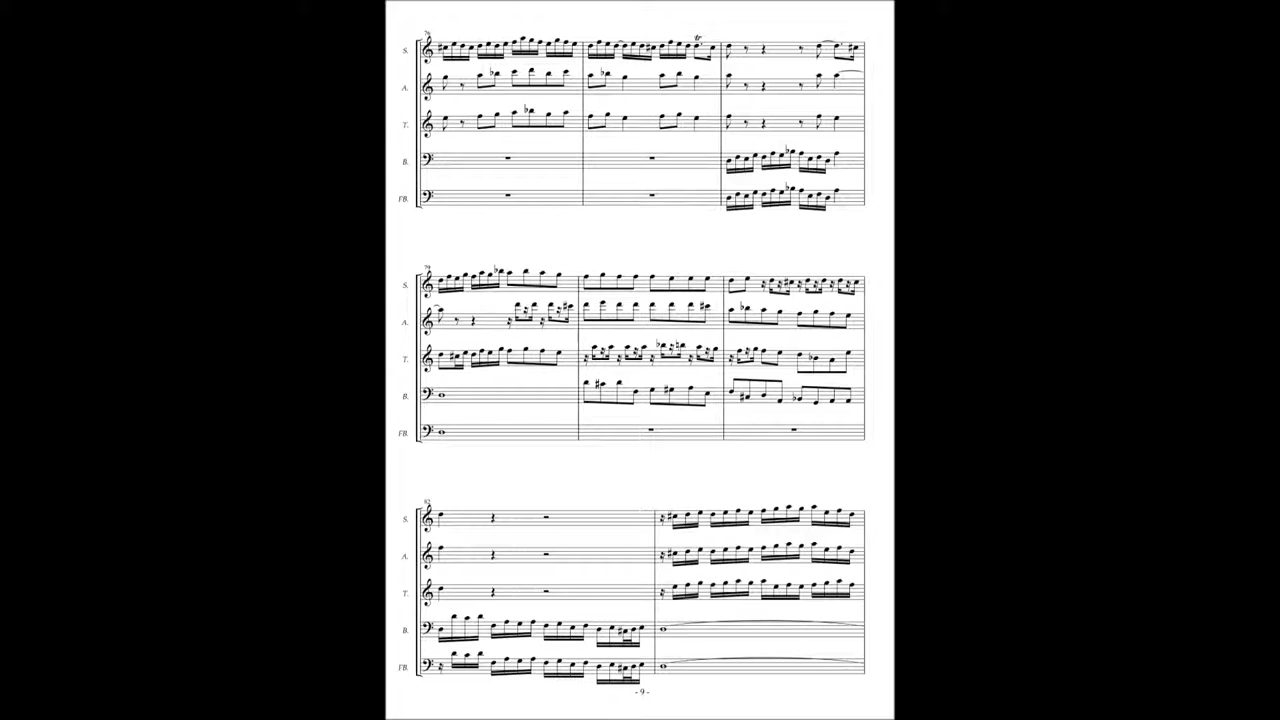 76
S.
tr
A.
T.
B.
FB.
79
S.
A.
T.
B.
FB.
82
S.
A.
T.
B.
FB.
- 9 -